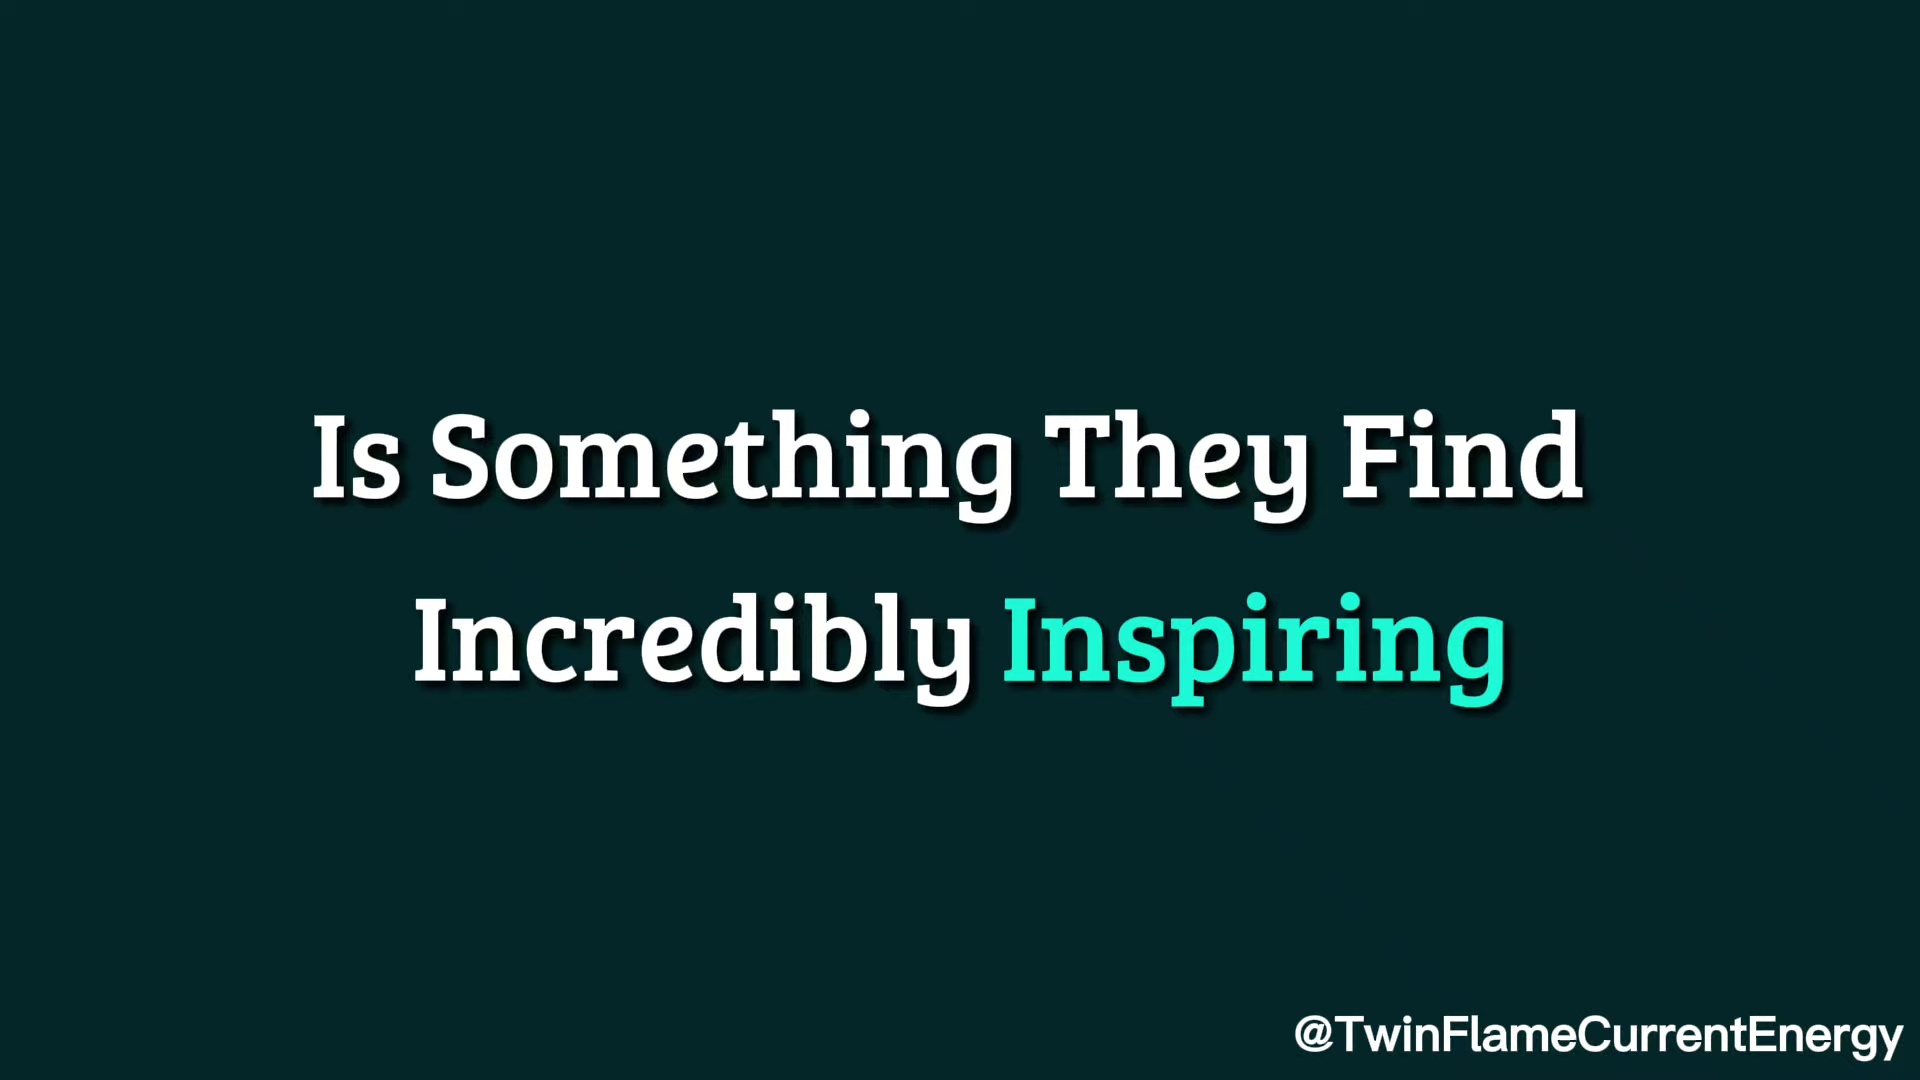 Is Something They Find
Incredibly Inspiring
@TwinFlameCurrentEnergy